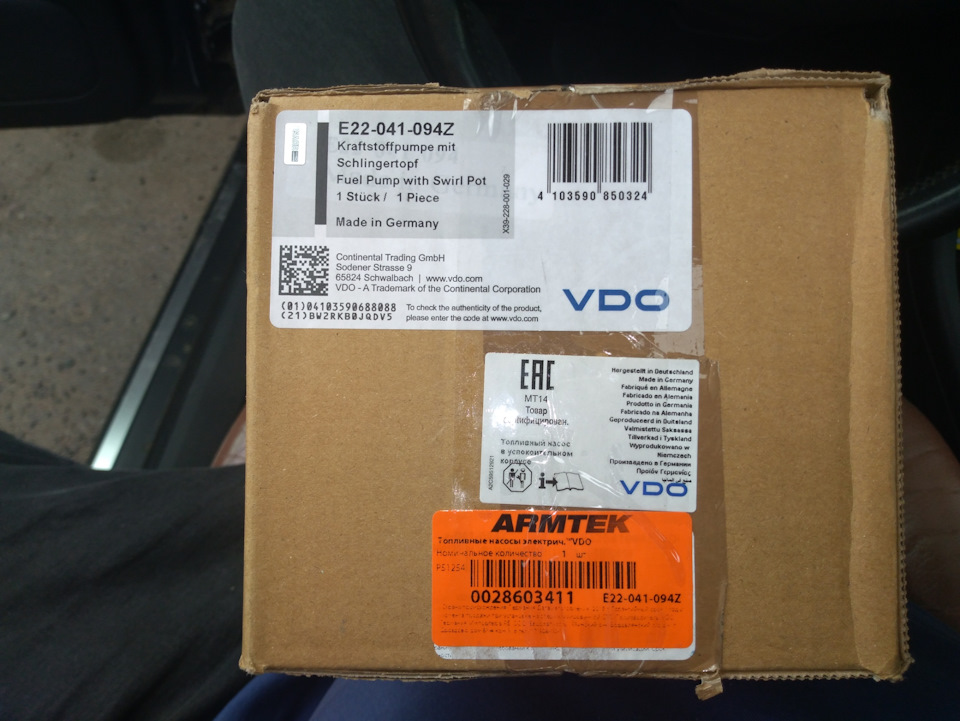 E22-041-094Z
Kraftstoffpumpe mit
Schlingertopf
Fuel Pump with Swirl Pot
1 Stück / 1 Piece
Made in Germany
X39-228-001-029
4 103590 850324
Continental Trading GmbH
Sodener Strasse 9
65824 Schwalbach | www.vdo.com
VDO - A Trademark of the Continental Corporation
(01)04103590688088
(21)BW2RKB0JQDV5
To check the authenticity of the product,
please enter the code at www.vdo.com
VDO
EAC
MT14
Товар
Топливный насос
в успокоительном
корпусе
Hergestellt in Deutschland
Made in Germany
Fabriqué en Allemagne
Fabricado en Alemania
Prodotto in Germania
Fabricado na Alemanha
Geproduceerd in Duitsland
Valmistettu Saksassa
Tillverkad i Tyskland
Wyprodukowano w
Niemczech
Произведено в Германии
Προϊόν Γερμανίας
صنع في ألمانيا
VDO
ARMTEK
Топливные насосы электрич. "VDO
Номинальное количество 1 шт
P51254
0028603411 E22-041-094Z